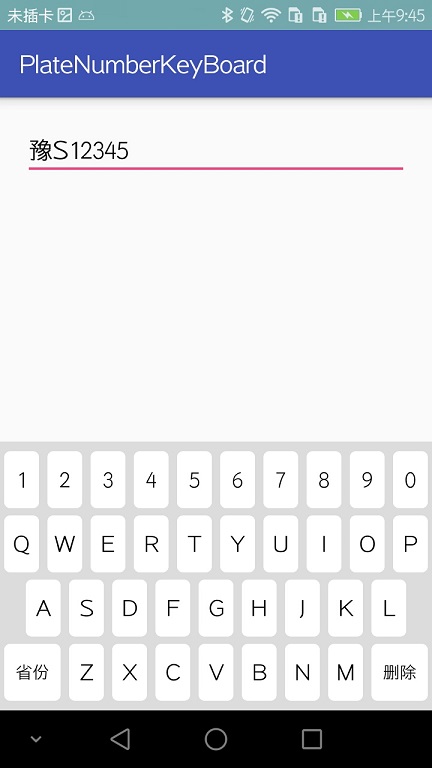 未插卡 上午9:45
PlateNumberKeyBoard
豫S12345
1 2 3 4 5 6 7 8 9 0
Q W E R T Y U I O P
A S D F G H J K L
省份 Z X C V B N M 删除